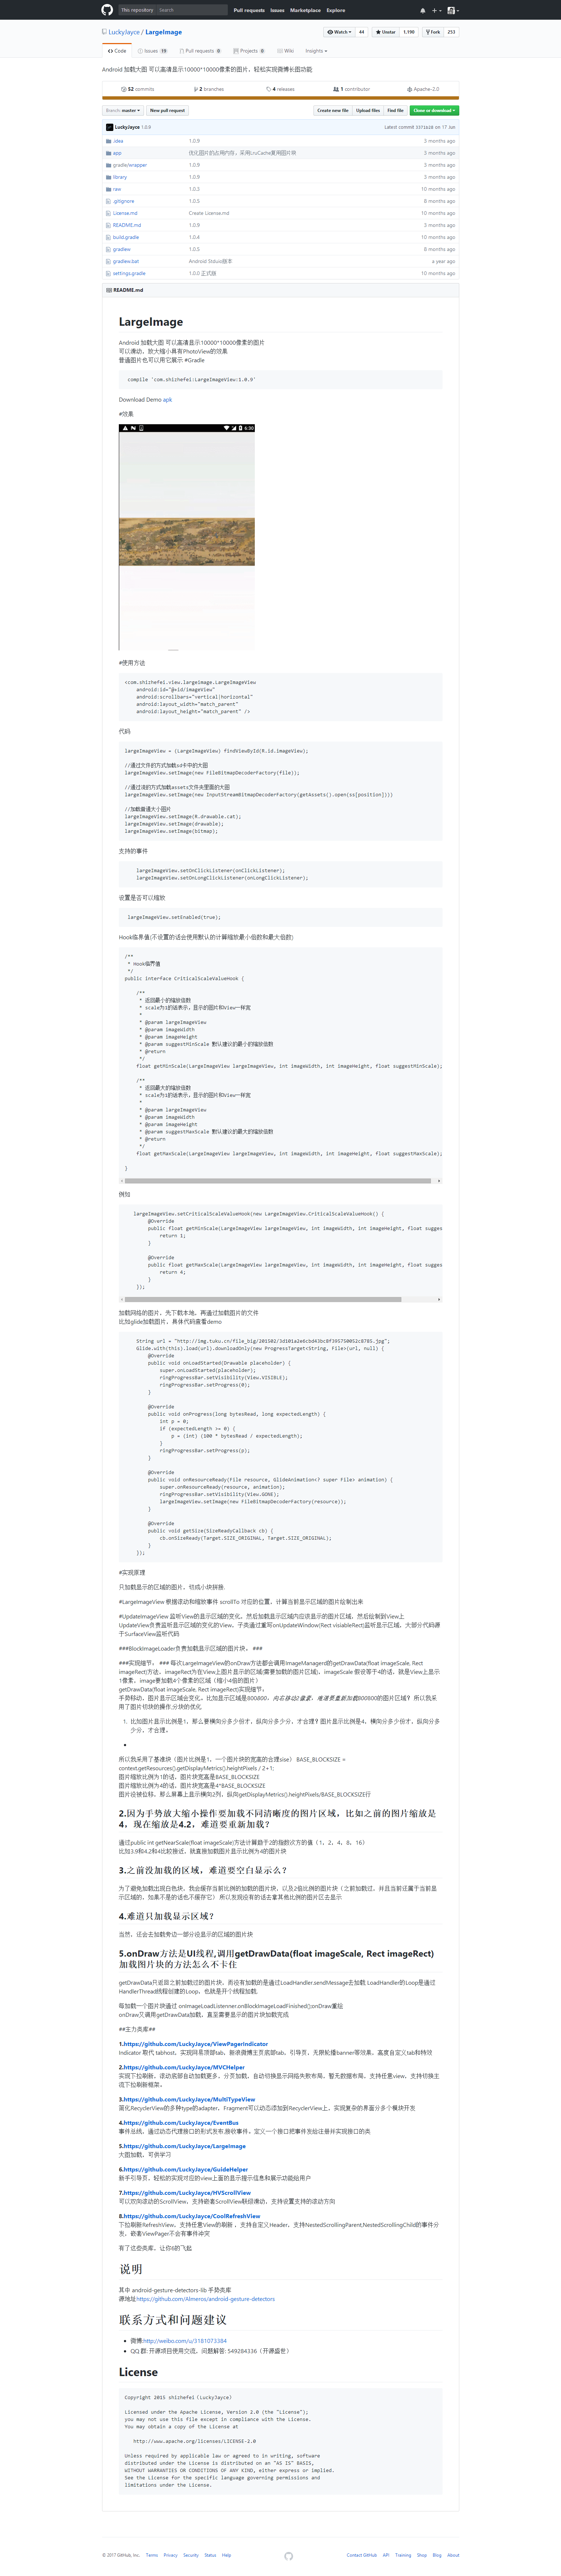 This repository Search Pull requests Issues Marketplace Explore
LuckyJayce / LargeImage
Watch 44 Unstar 1,190 Fork 253
Code Issues 19 Pull requests 0 Projects 0 Wiki Insights
Android 加载大图 可以高清显示10000*10000像素的图片，轻松实现微博长图功能
52 commits 2 branches 4 releases 1 contributor Apache-2.0
Branch: master New pull request Create new file Upload files Find file Clone or download
LuckyJayce 1.0.9 Latest commit on 17 Jun
.idea 1.0.9 3 months ago
app 优化图片的占用内存，采用LruCache复用图片块 3 months ago
gradle/wrapper 1.0.9 3 months ago
library 1.0.9 3 months ago
raw 1.0.3 10 months ago
.gitignore 1.0.5 8 months ago
License.md Create License.md 10 months ago
README.md 1.0.9 3 months ago
build.gradle 1.0.4 10 months ago
gradlew 1.0.5 8 months ago
gradlew.bat Android Stduio版本 a year ago
settings.gradle 1.0.0 正式版 10 months ago
README.md
LargeImage
Android 加载大图 可以高清显示10000*10000像素的图片
可以滑动，放大缩小具有PhotoView的效果
普通图片也可以用它展示 #Gradle
compile 'com.shizhefei:LargeImageView:1.0.9'
Download Demo apk
#效果
6:30
#使用方法
<com.shizhefei.view.largeimage.LargeImageView
android:id="@+id/imageView"
android:scrollbars="vertical|horizontal"
android:layout_width="match_parent"
android:layout_height="match_parent" />
代码
largeImageView = (LargeImageView) findViewById(R.id.imageView);
//通过文件的方式加载sd卡中的大图
largeImageView.setImage(new FileBitmapDecoderFactory(file));
//通过流的方式加载assets文件夹里面的大图
largeImageView.setImage(new InputStreamBitmapDecoderFactory(getAssets().open(ss[position])))
//加载普通大小图片
largeImageView.setImage(R.drawable.cat);
largeImageView.setImage(drawable);
largeImageView.setImage(bitmap);
支持的事件
largeImageView.setOnClickListener(onClickListener);
largeImageView.setOnLongClickListener(onLongClickListener);
设置是否可以缩放
largeImageView.setEnabled(true);
Hook临界值(不设置的话会使用默认的计算缩放最小倍数和最大倍数)
/**
* Hook临界值
*/
public interface CriticalScaleValueHook {
/**
* 返回最小的缩放倍数
* scale为1的话表示，显示的图片和View一样宽
*
* @param largeImageView
* @param imageWidth
* @param imageHeight
* @param suggestMinScale 默认建议的最小的缩放倍数
* @return
*/
float getMinScale(LargeImageView largeImageView, int imageWidth, int imageHeight, float suggestMinScale);
/**
* 返回最大的缩放倍数
* scale为1的话表示，显示的图片和View一样宽
*
* @param largeImageView
* @param imageWidth
* @param imageHeight
* @param suggestMaxScale 默认建议的最大的缩放倍数
* @return
*/
float getMaxScale(LargeImageView largeImageView, int imageWidth, int imageHeight, float suggestMaxScale);
}
例如
largeImageView.setCriticalScaleValueHook(new LargeImageView.CriticalScaleValueHook() {
@Override
public float getMinScale(LargeImageView largeImageView, int imageWidth, int imageHeight, float sugges
return 1;
}
@Override
public float getMaxScale(LargeImageView largeImageView, int imageWidth, int imageHeight, float sugges
return 4;
}
});
加载网络的图片，先下载本地，再通过加载图片的文件
比如glide加载图片，具体代码查看demo
String url = "http://img.tuku.cn/file_big/201502/3d101a2e6cbd43bc8f395750052c8785.jpg";
Glide.with(this).load(url).downloadOnly(new ProgressTarget<String, File>(url, null) {
@Override
public void onLoadStarted(Drawable placeholder) {
super.onLoadStarted(placeholder);
ringProgressBar.setVisibility(View.VISIBLE);
ringProgressBar.setProgress(0);
}
@Override
public void onProgress(long bytesRead, long expectedLength) {
int p = 0;
if (expectedLength >= 0) {
p = (int) (100 * bytesRead / expectedLength);
}
ringProgressBar.setProgress(p);
}
@Override
public void onResourceReady(File resource, GlideAnimation<? super File> animation) {
super.onResourceReady(resource, animation);
ringProgressBar.setVisibility(View.GONE);
largeImageView.setImage(new FileBitmapDecoderFactory(resource));
}
@Override
public void getSize(SizeReadyCallback cb) {
cb.onSizeReady(Target.SIZE_ORIGINAL, Target.SIZE_ORIGINAL);
}
});
#实现原理
只加载显示的区域的图片，切成小块拼接.
#LargeImageView 根据滚动和缩放事件 scrollTo 对应的位置，计算当前显示区域的图片绘制出来
#UpdateImageView 监听View的显示区域的变化，然后加载显示区域内应该显示的图片区域，然后绘制到View上
UpdateView负责监听显示区域的变化的View，子类通过重写onUpdateWindow(Rect visiableRect)监听显示区域，大部分代码源于SurfaceView监听代码
###BlockImageLoader负责加载显示区域的图片块， ###
###实现细节， ### 每次LargeImageView的onDraw方法都会调用ImageManagerd的getDrawData(float imageScale, Rect imageRect)方法，imageRect为在View上图片显示的区域(需要加载的图片区域)，imageScale 假设等于4的话，就是View上显示1像素，image要加载4个像素的区域（缩小4倍的图片）
getDrawData(float imageScale, Rect imageRect)实现细节，
手势移动，图片显示区域会变化，比如显示区域是800800，向右移动2像素，难道要重新加载800800的图片区域？ 所以我采用了图片切块的操作,分块的优化
1. 比如图片显示比例是1，那么要横向分多少份才，纵向分多少分，才合理？图片显示比例是4，横向分多少份才，纵向分多少分，才合理。
所以我采用了基准块（图片比例是1，一个图片块的宽高的合理sise） BASE_BLOCKSIZE = context.getResources().getDisplayMetrics().heightPixels / 2+1;
图片缩放比例为1的话，图片块宽高是BASE_BLOCKSIZE
图片缩放比例为4的话，图片块宽高是4*BASE_BLOCKSIZE
图片没被位移，那么屏幕上显示横向2列，纵向getDisplayMetrics().heightPixels/BASE_BLOCKSIZE行
2.因为手势放大缩小操作要加载不同清晰度的图片区域，比如之前的图片缩放是4，现在缩放是4.2，难道要重新加载？
通过public int getNearScale(float imageScale)方法计算趋于2的指数次方的值（1，2，4，8，16）
比如3.9和4.2和4比较接近，就直接加载图片显示比例为4的图片块
3.之前没加载的区域，难道要空白显示么？
为了避免加载出现白色块，我会缓存当前比例的加载的图片块，以及2倍比例的图片块（之前加载过，并且当前还属于当前显示区域的，如果不是的话也不缓存它） 所以发现没有的话去拿其他比例的图片区去显示
4.难道只加载显示区域？
当然，还会去加载旁边一部分没显示的区域的图片块
5.onDraw方法是UI线程,调用getDrawData(float imageScale, Rect imageRect)加载图片块的方法怎么不卡住
getDrawData只返回之前加载过的图片块，而没有加载的是通过LoadHandler.sendMessage去加载 LoadHandler的Loop是通过HandlerThread线程创建的Loop，也就是开个线程加载.
每加载一个图片块通过 onImageLoadListenner.onBlockImageLoadFinished();onDraw重绘
onDraw又调用getDrawData加载，直至需要显示的图片块加载完成
##主力类库##
1.https://github.com/LuckyJayce/ViewPagerIndicator
Indicator 取代 tabhost，实现网易顶部tab，新浪微博主页底部tab，引导页，无限轮播banner等效果，高度自定义tab和特效
2.https://github.com/LuckyJayce/MVCHelper
实现下拉刷新，滚动底部自动加载更多，分页加载，自动切换显示网络失败布局，暂无数据布局，支持任意view，支持切换主流下拉刷新框架。
3.https://github.com/LuckyJayce/MultiTypeView
简化RecyclerView的多种type的adapter，Fragment可以动态添加到RecyclerView上，实现复杂的界面分多个模块开发
4.https://github.com/LuckyJayce/EventBus
事件总线，通过动态代理接口的形式发布,接收事件。定义一个接口把事件发给注册并实现接口的类
5.https://github.com/LuckyJayce/LargeImage
大图加载，可供学习
6.https://github.com/LuckyJayce/GuideHelper
新手引导页，轻松的实现对应的view上面的显示提示信息和展示功能给用户
7.https://github.com/LuckyJayce/HVScrollView
可以双向滚动的ScrollView，支持嵌套ScrollView联级滑动，支持设置支持的滚动方向
8.https://github.com/LuckyJayce/CoolRefreshView
下拉刷新RefreshView，支持任意View的刷新 ，支持自定义Header，支持NestedScrollingParent,NestedScrollingChild的事件分发，嵌套ViewPager不会有事件冲突
有了这些类库，让你6的飞起
说明
其中 android-gesture-detectors-lib 手势类库
源地址https://github.com/Almeros/android-gesture-detectors
联系方式和问题建议
微博:http://weibo.com/u/3181073384
QQ 群: 开源项目使用交流，问题解答: 549284336（开源盛世）
License
Copyright 2015 shizhefei（LuckyJayce）
Licensed under the Apache License, Version 2.0 (the "License");
you may not use this file except in compliance with the License.
You may obtain a copy of the License at
http://www.apache.org/licenses/LICENSE-2.0
Unless required by applicable law or agreed to in writing, software
distributed under the License is distributed on an "AS IS" BASIS,
WITHOUT WARRANTIES OR CONDITIONS OF ANY KIND, either express or implied.
See the License for the specific language governing permissions and
limitations under the License.
© 2017 GitHub, Inc. Terms Privacy Security Status Help Contact GitHub API Training Shop Blog About